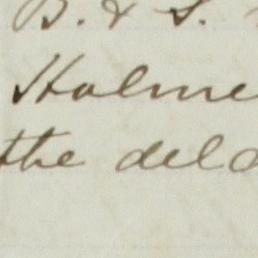 B. & S.
Holme
the del